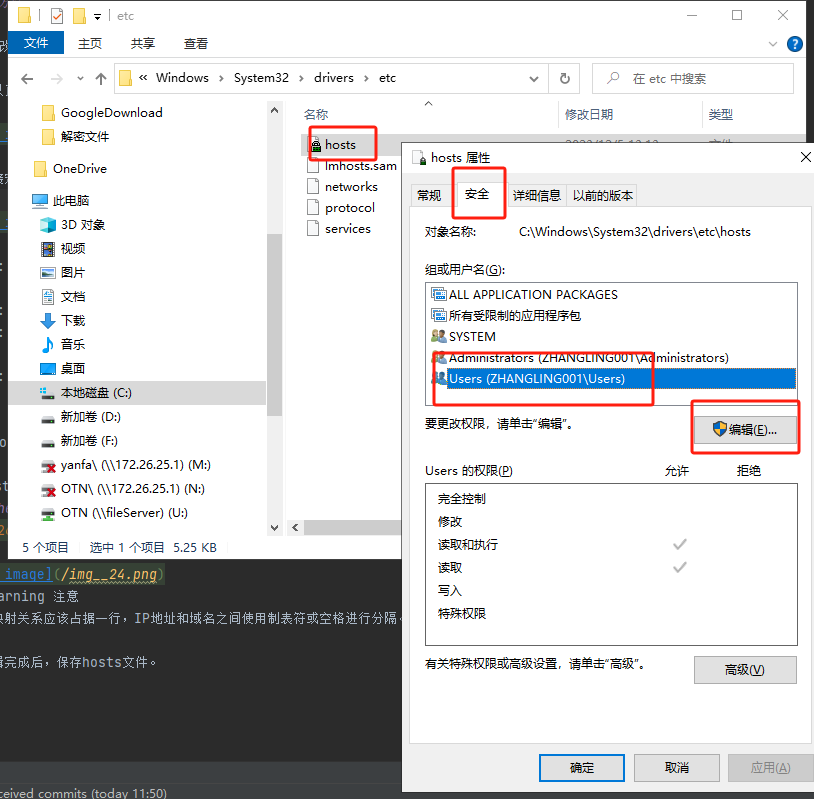 etc
文件
主页
共享
查看
« Windows › System32 › drivers › etc
在 etc 中搜索
GoogleDownload
解密文件
OneDrive
此电脑
3D 对象
视频
图片
文档
下载
音乐
桌面
本地磁盘 (C:)
新加卷 (D:)
新加卷 (F:)
yanfa\ (\\172.26.25.1) (M:)
OTN\ (\\172.26.25.1) (N:)
OTN (\\fileServer) (U:)
名称
修改日期
类型
hosts
lmhosts.sam
networks
protocol
services
5 个项目
选中 1 个项目 5.25 KB
hosts 属性
常规
安全
详细信息
以前的版本
对象名称:
C:\Windows\System32\drivers\etc\hosts
组或用户名(G):
ALL APPLICATION PACKAGES
所有受限制的应用程序包
SYSTEM
Administrators (ZHANGLING001\Administrators)
Users (ZHANGLING001\Users)
要更改权限，请单击“编辑”。
编辑(E)...
Users 的权限(P)
允许
拒绝
完全控制
修改
读取和执行
读取
写入
特殊权限
有关特殊权限或高级设置，请单击“高级”。
高级(V)
确定
取消
应用(A)
image](/img__24.png)
arning 注意
映射关系应该占据一行，IP地址和域名之间使用制表符或空格进行分隔，
辑完成后，保存hosts文件。
ceived commits (today 11:50)